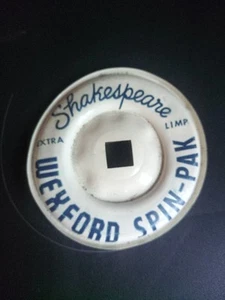 Shakespeare
EXTRA LIMP
WEXFORD SPIN-PAK